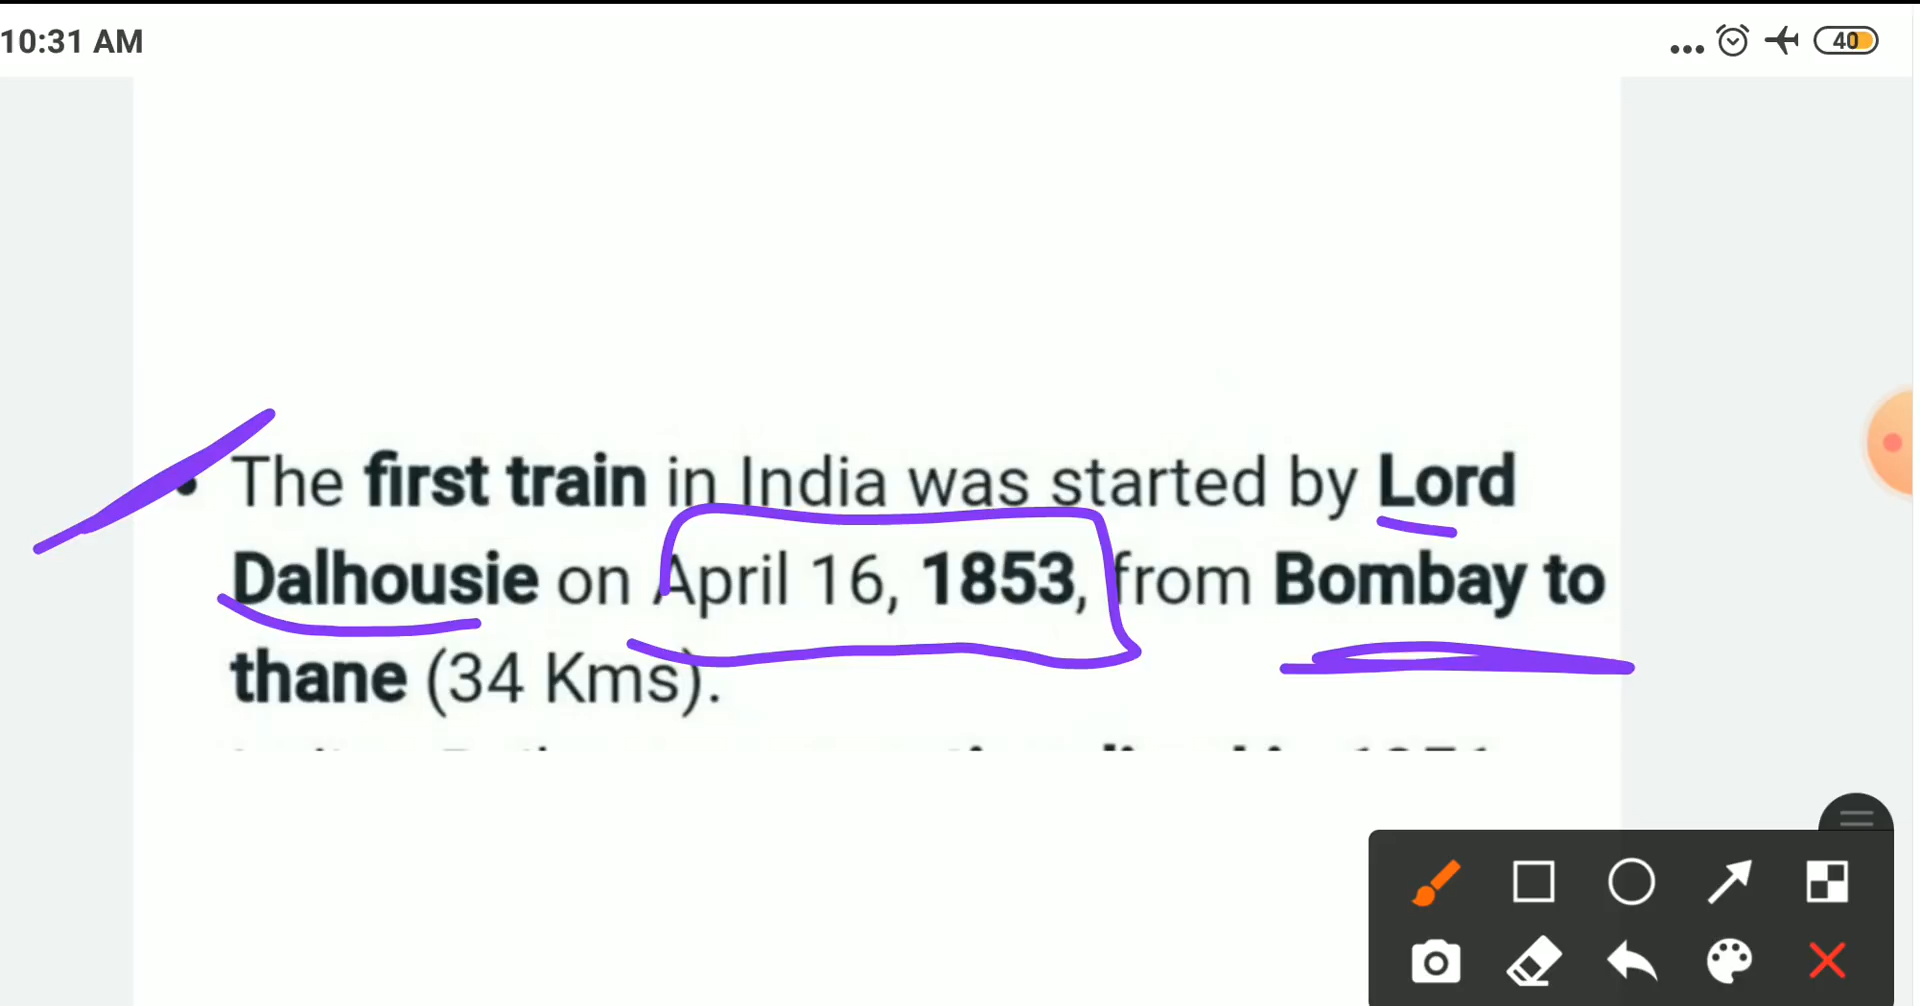 10:31 AM
40
The first train in India was started by Lord
Dalhousie on April 16, 1853, from Bombay to
thane (34 Kms).